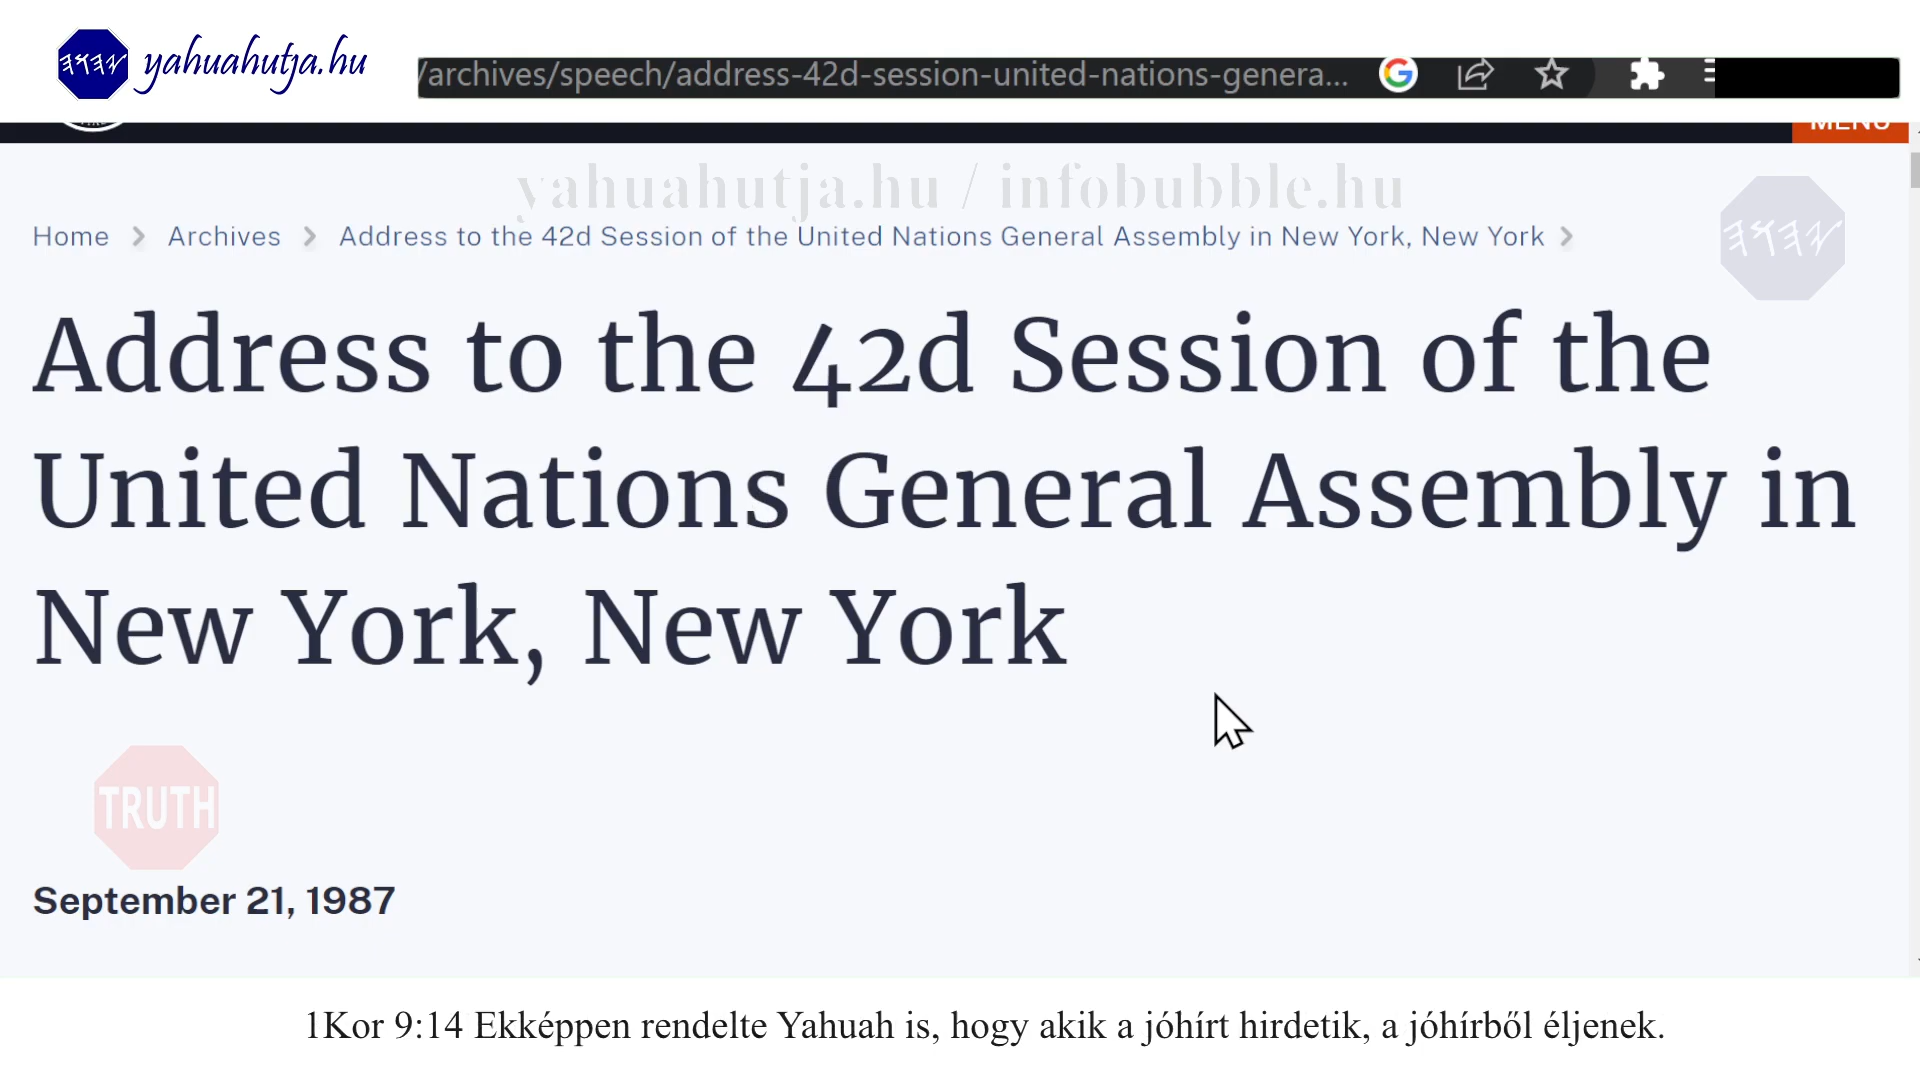 yahuahutja.hu
/archives/speech/address-42d-session-united-nations-genera...
MENU
yahuahutja.hu / infobubble.hu
Home > Archives > Address to the 42d Session of the United Nations General Assembly in New York, New York >
Address to the 42d Session of the
United Nations General Assembly in
New York, New York
TRUTH
September 21, 1987
1Kor 9:14 Ekképpen rendelte Yahuah is, hogy akik a jóhírt hirdetik, a jóhírből éljenek.